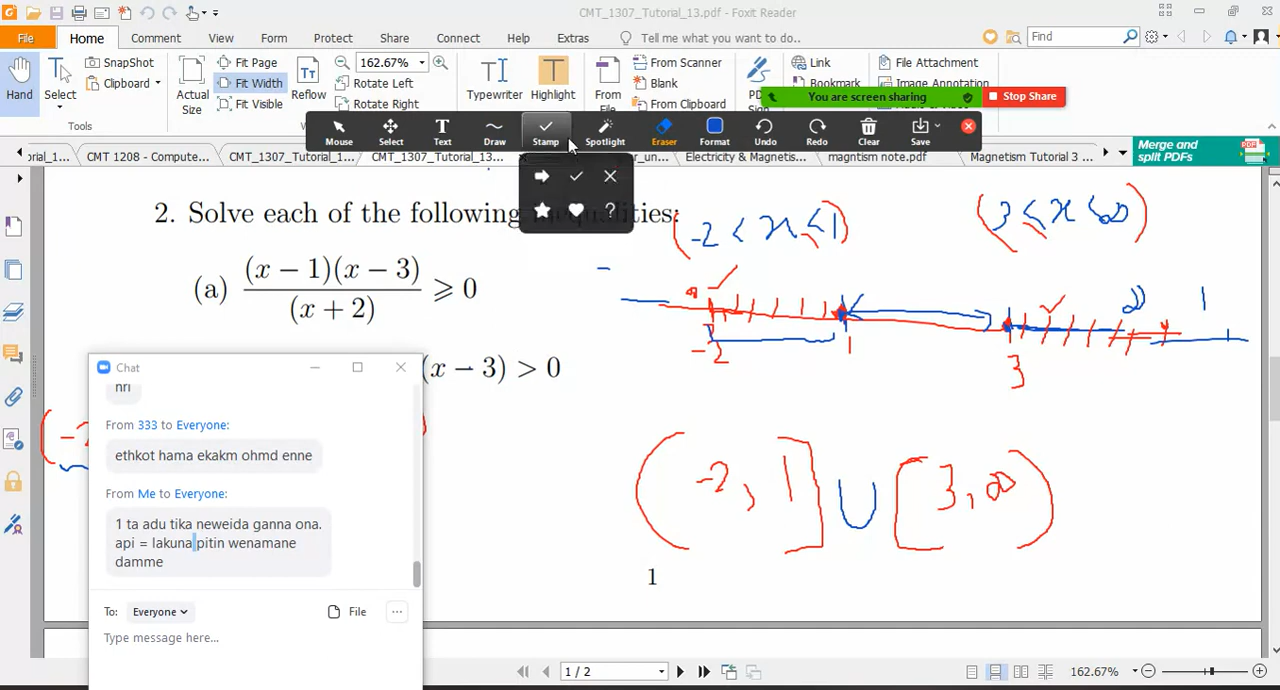 CMT_1307_Tutorial_13.pdf - Foxit Reader
File Home Comment View Form Protect Share Connect Help Extras Tell me what you want to do.. Find
Hand
Select
SnapShot
Clipboard
Tools
Actual Size
Fit Page
Fit Width
Fit Visible
Reflow
162.67%
Rotate Left
Rotate Right
Typewriter
Highlight
From File
From Scanner
Blank
From Clipboard
Link
Bookmark
File Attachment
Image Annotation
You are screen sharing
Stop Share
Mouse Select Text Draw Stamp Spotlight Eraser Format Undo Redo Clear Save
CMT 1208 - Compute...
CMT_1307_Tutorial_1...
CMT_1307_Tutorial_13...
Electricity & Magnetis...
magntism note.pdf
Magnetism Tutorial 3 ...
Merge and split PDFs
2. Solve each of the following inequalities:
(-2 < x ≤ 1)
(3 ≤ x < ∞)
(a) (x − 1)(x − 3) / (x + 2) ⩾ 0
-2 1 3 ∞ 1
(x − 3) > 0
(-2, 1] ∪ [3, ∞)
1
Chat
nri
From 333 to Everyone:
ethkot hama ekakm ohmd enne
From Me to Everyone:
1 ta adu tika neweida ganna ona.
api = lakuna pitin wenamane
damme
To: Everyone
File
Type message here...
1 / 2
162.67%